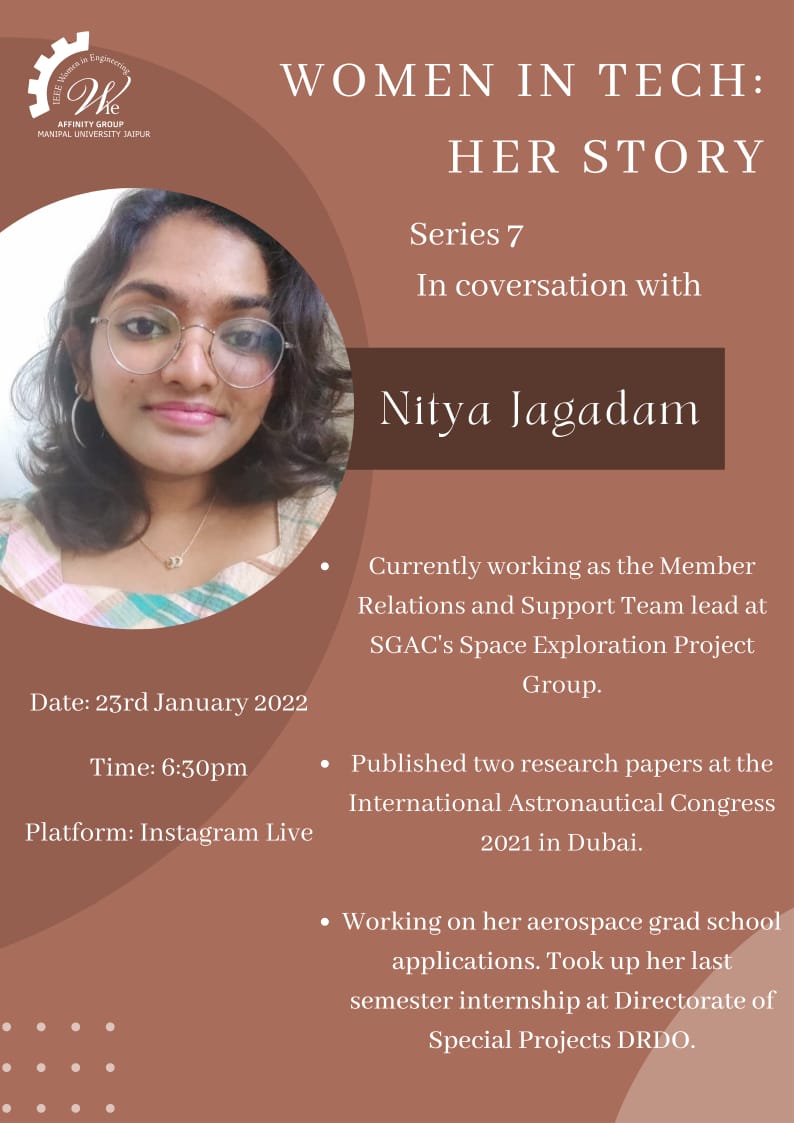 IEEE Women in Engineering
Wie
AFFINITY GROUP
MANIPAL UNIVERSITY JAIPUR
WOMEN IN TECH:
HER STORY
Series 7
In coversation with
Nitya Jagadam
• Currently working as the Member
Relations and Support Team lead at
SGAC's Space Exploration Project
Group.
Date: 23rd January 2022
Time: 6:30pm
Platform: Instagram Live
• Published two research papers at the
International Astronautical Congress
2021 in Dubai.
• Working on her aerospace grad school
applications. Took up her last
semester internship at Directorate of
Special Projects DRDO.